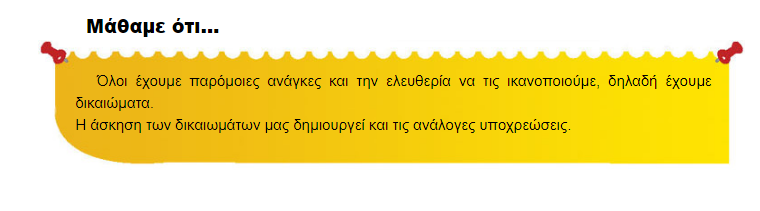 Μάθαμε ότι...
Όλοι έχουμε παρόμοιες ανάγκες και την ελευθερία να τις ικανοποιούμε, δηλαδή έχουμε
δικαιώματα.
Η άσκηση των δικαιωμάτων μας δημιουργεί και τις ανάλογες υποχρεώσεις.